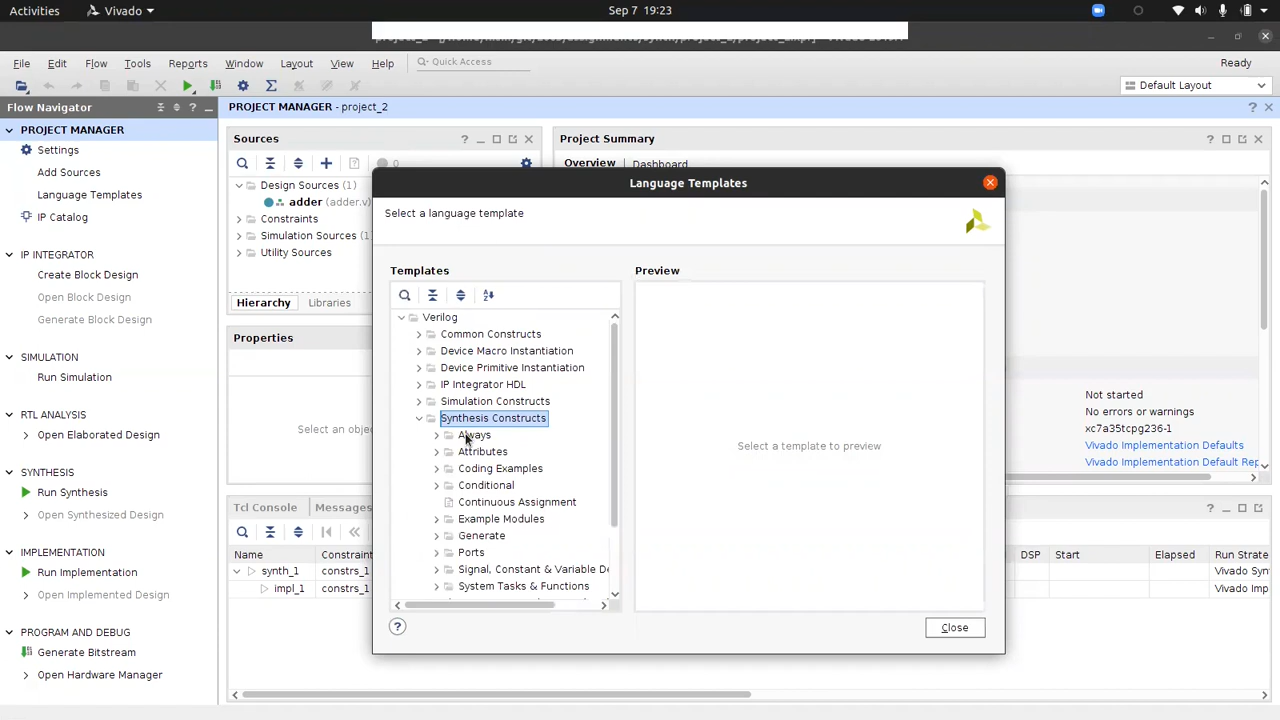 Activities
Vivado
Sep 7 19:23
File Edit Flow Tools Reports Window Layout View Help
Quick Access
Ready
Default Layout
Flow Navigator
PROJECT MANAGER - project_2
PROJECT MANAGER
Settings
Add Sources
Language Templates
IP Catalog
IP INTEGRATOR
Create Block Design
Open Block Design
Generate Block Design
SIMULATION
Run Simulation
RTL ANALYSIS
Open Elaborated Design
SYNTHESIS
Run Synthesis
Open Synthesized Design
IMPLEMENTATION
Run Implementation
Open Implemented Design
PROGRAM AND DEBUG
Generate Bitstream
Open Hardware Manager
Sources
0
Design Sources (1)
adder (adder.v)
Constraints
Simulation Sources (1
Utility Sources
Hierarchy Libraries
Properties
Select an obje
Project Summary
Overview Dashboard
Not started
No errors or warnings
xc7a35tcpg236-1
Vivado Implementation Defaults
Vivado Implementation Default Rep
Language Templates
Select a language template
Templates
Verilog
Common Constructs
Device Macro Instantiation
Device Primitive Instantiation
IP Integrator HDL
Simulation Constructs
Synthesis Constructs
Always
Attributes
Coding Examples
Conditional
Continuous Assignment
Example Modules
Generate
Ports
Signal, Constant & Variable De
System Tasks & Functions
Preview
Select a template to preview
Close
Tcl Console Messages
Name Constraint
DSP Start Elapsed Run Strate
synth_1 constrs_1
Vivado Syn
impl_1 constrs_1
Vivado Imp